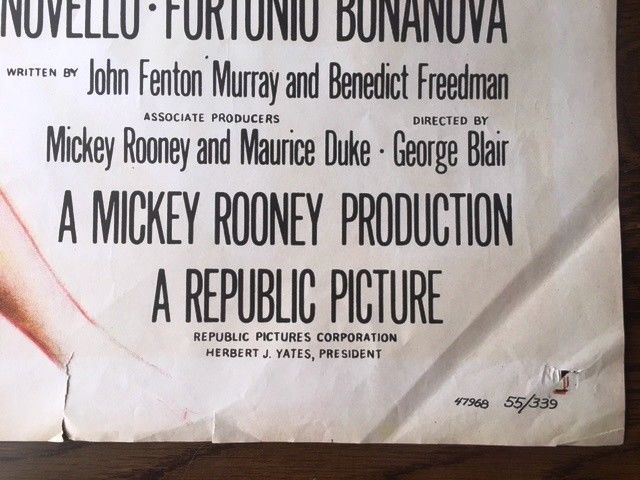 NOVELLO · FORTUNIO BONANOVA
WRITTEN BY John Fenton Murray and Benedict Freedman
ASSOCIATE PRODUCERS DIRECTED BY
Mickey Rooney and Maurice Duke · George Blair
A MICKEY ROONEY PRODUCTION
A REPUBLIC PICTURE
REPUBLIC PICTURES CORPORATION
HERBERT J. YATES, PRESIDENT
47968 55/339